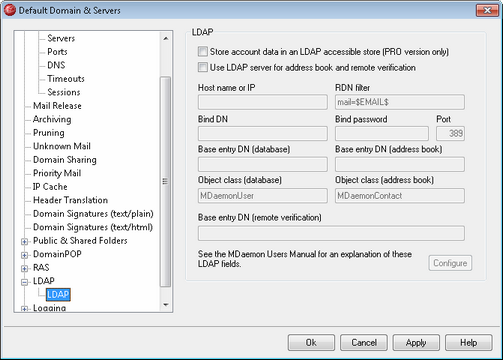 Default Domain & Servers
Servers
Ports
DNS
Timeouts
Sessions
Mail Release
Archiving
Pruning
Unknown Mail
Domain Sharing
Priority Mail
IP Cache
Header Translation
Domain Signatures (text/plain)
Domain Signatures (text/html)
Public & Shared Folders
DomainPOP
RAS
LDAP
LDAP
Logging
LDAP
Store account data in an LDAP accessible store (PRO version only)
Use LDAP server for address book and remote verification
Host name or IP RDN filter
mail=$EMAIL$
Bind DN Bind password Port
389
Base entry DN (database) Base entry DN (address book)
Object class (database) Object class (address book)
MDaemonUser MDaemonContact
Base entry DN (remote verification)
See the MDaemon Users Manual for an explanation of these
LDAP fields.
Configure
Ok Cancel Apply Help